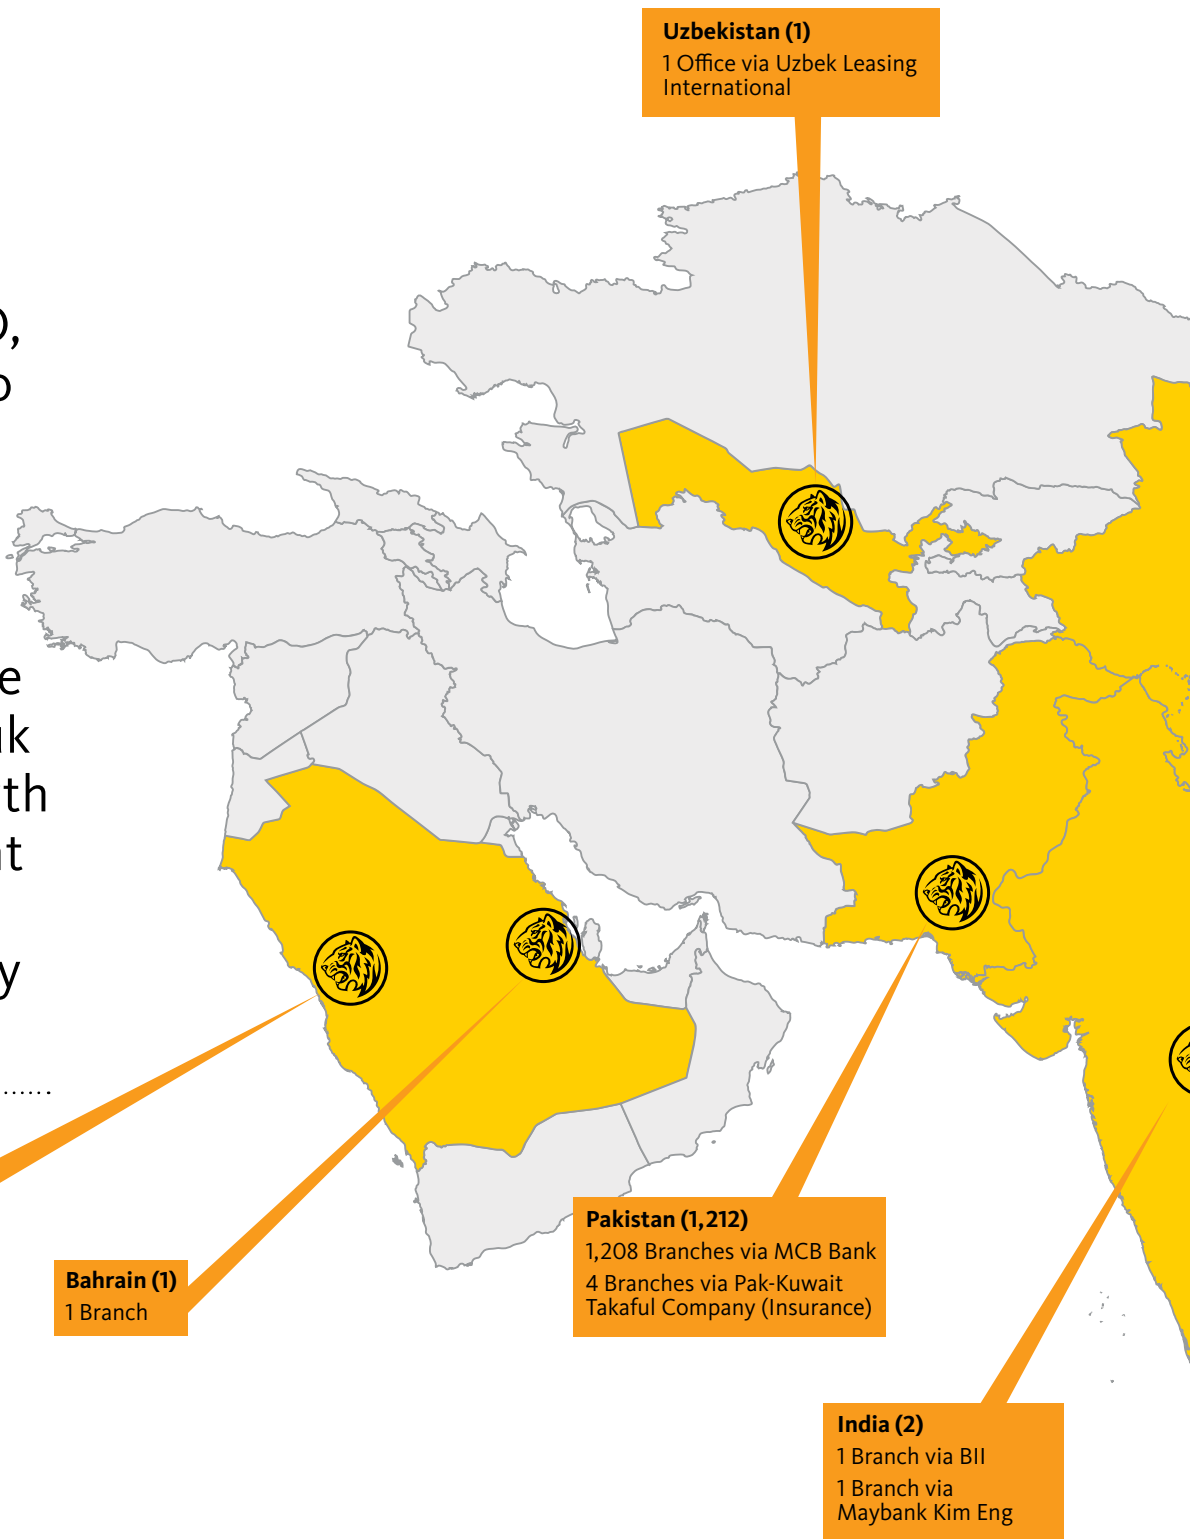 Uzbekistan (1)
1 Office via Uzbek Leasing
International
e
th
y
Bahrain (1)
1 Branch
Pakistan (1,212)
1,208 Branches via MCB Bank
4 Branches via Pak-Kuwait
Takaful Company (Insurance)
India (2)
1 Branch via BII
1 Branch via
Maybank Kim Eng